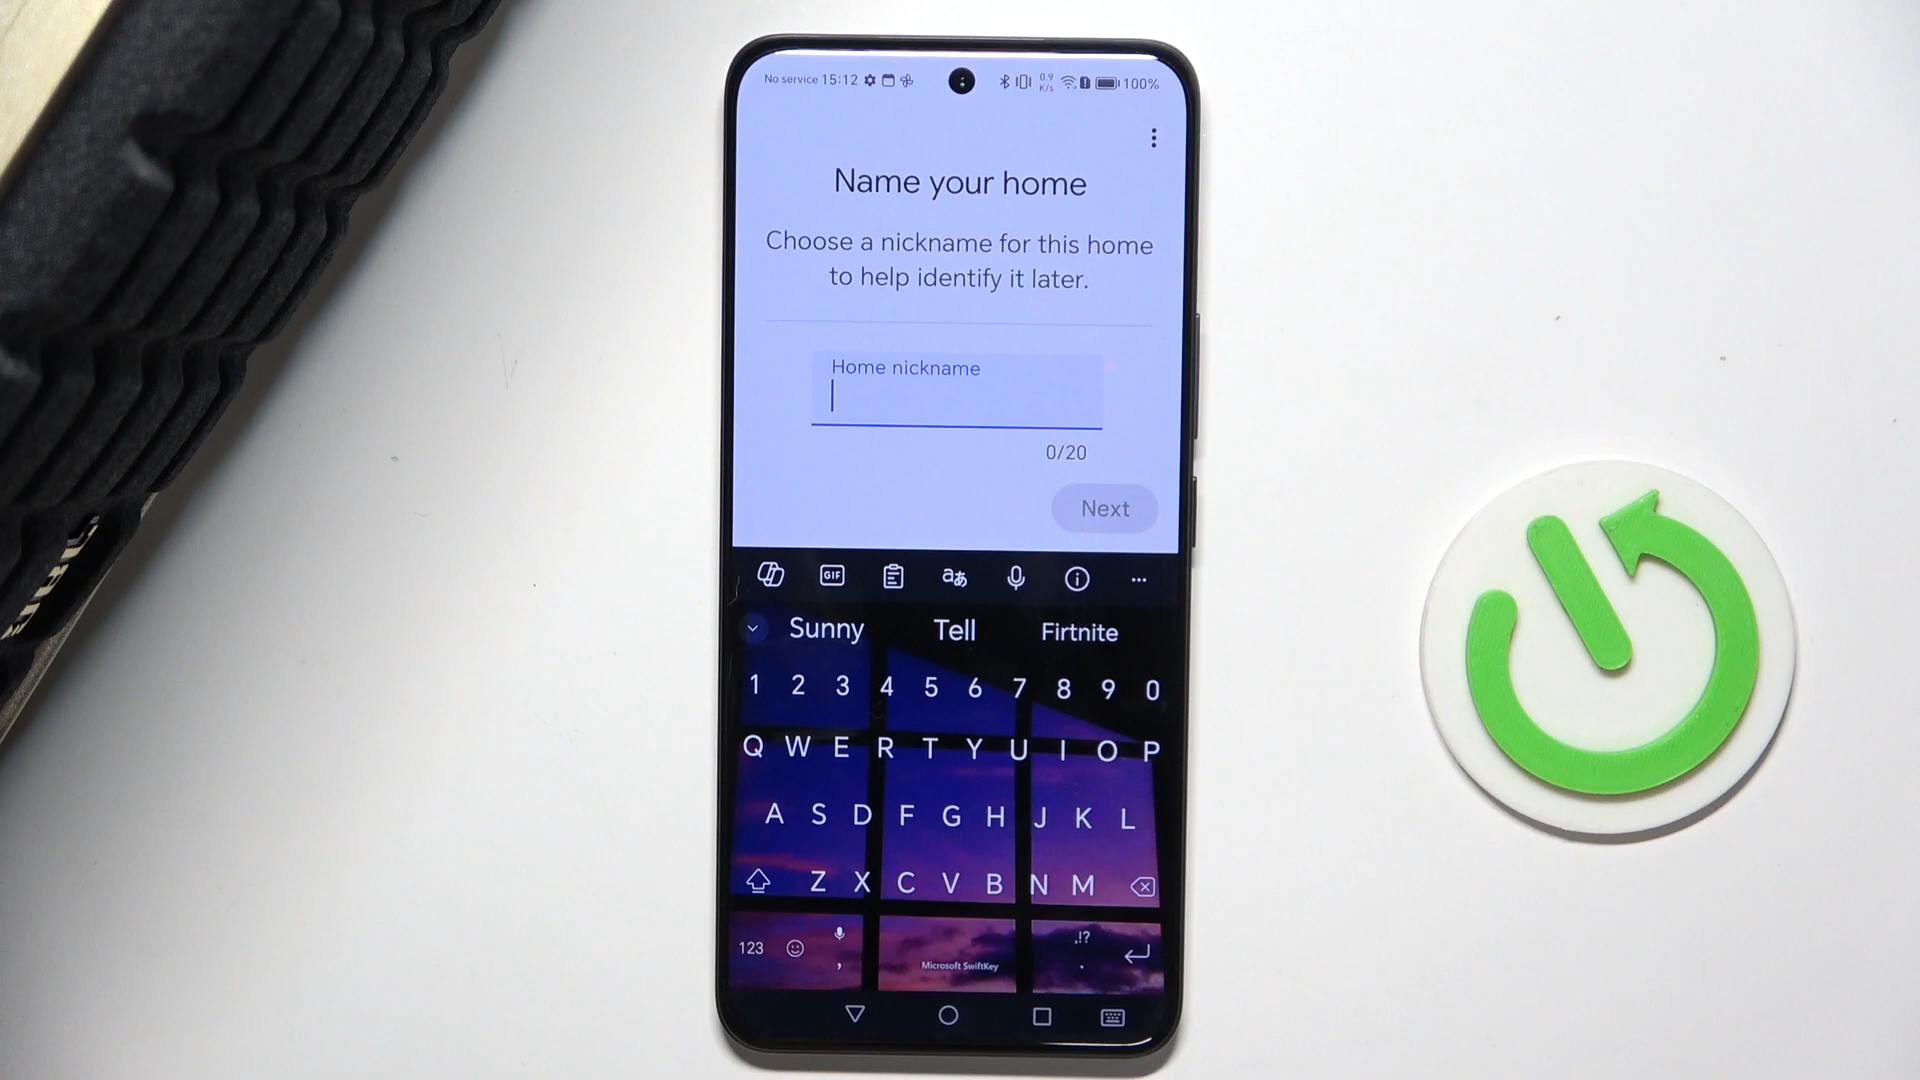 No service 15:12
0.9
K/s
100%
Name your home
Choose a nickname for this home
to help identify it later.
Home nickname
0/20
Next
GIF
aあ
Sunny Tell Firtnite
1 2 3 4 5 6 7 8 9 0
Q W E R T Y U I O P
A S D F G H J K L
Z X C V B N M
123 , Microsoft SwiftKey ,!? .